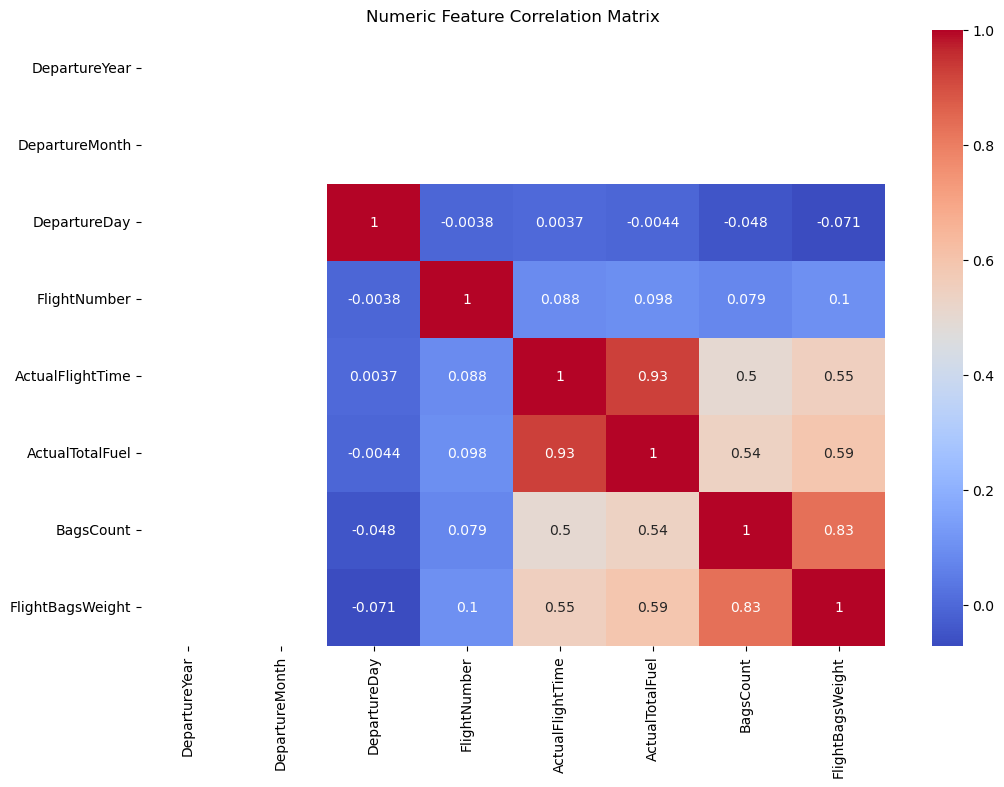 Numeric Feature Correlation Matrix
DepartureYear
DepartureMonth
DepartureDay 1 -0.0038 0.0037 -0.0044 -0.048 -0.071
FlightNumber -0.0038 1 0.088 0.098 0.079 0.1
ActualFlightTime 0.0037 0.088 1 0.93 0.5 0.55
ActualTotalFuel -0.0044 0.098 0.93 1 0.54 0.59
BagsCount -0.048 0.079 0.5 0.54 1 0.83
FlightBagsWeight -0.071 0.1 0.55 0.59 0.83 1
DepartureYear
DepartureMonth
DepartureDay
FlightNumber
ActualFlightTime
ActualTotalFuel
BagsCount
FlightBagsWeight
1.0
0.8
0.6
0.4
0.2
0.0